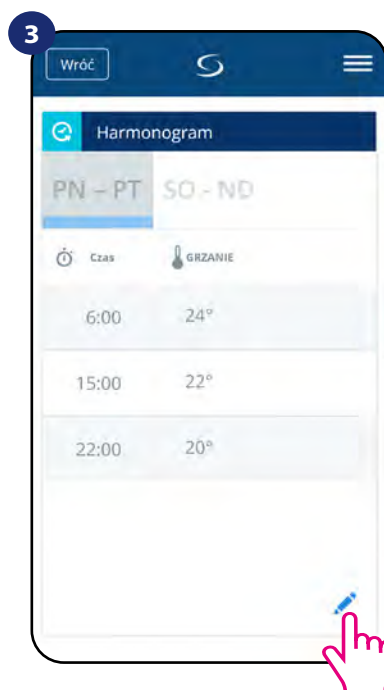 3
Wróć
Harmonogram
PN – PT SO - ND
Czas GRZANIE
6:00 24°
15:00 22°
22:00 20°